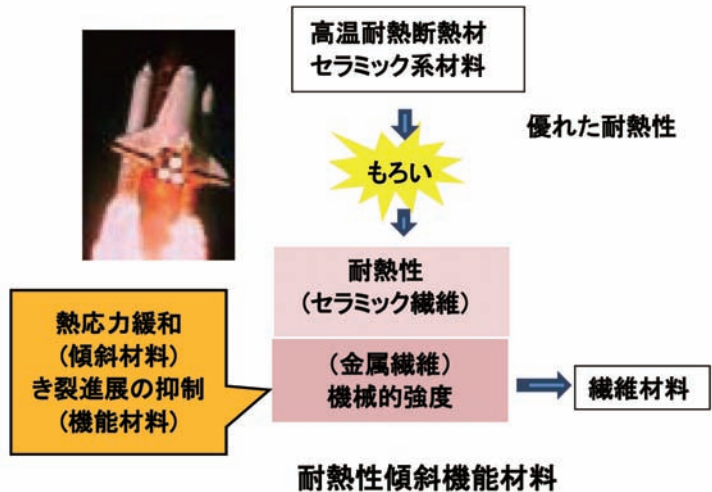 高温耐熱断熱材
セラミック系材料
優れた耐熱性
もろい
耐熱性
(セラミック繊維)
熱応力緩和
(傾斜材料)
き裂進展の抑制
(機能材料)
(金属繊維)
機械的強度
繊維材料
耐熱性傾斜機能材料